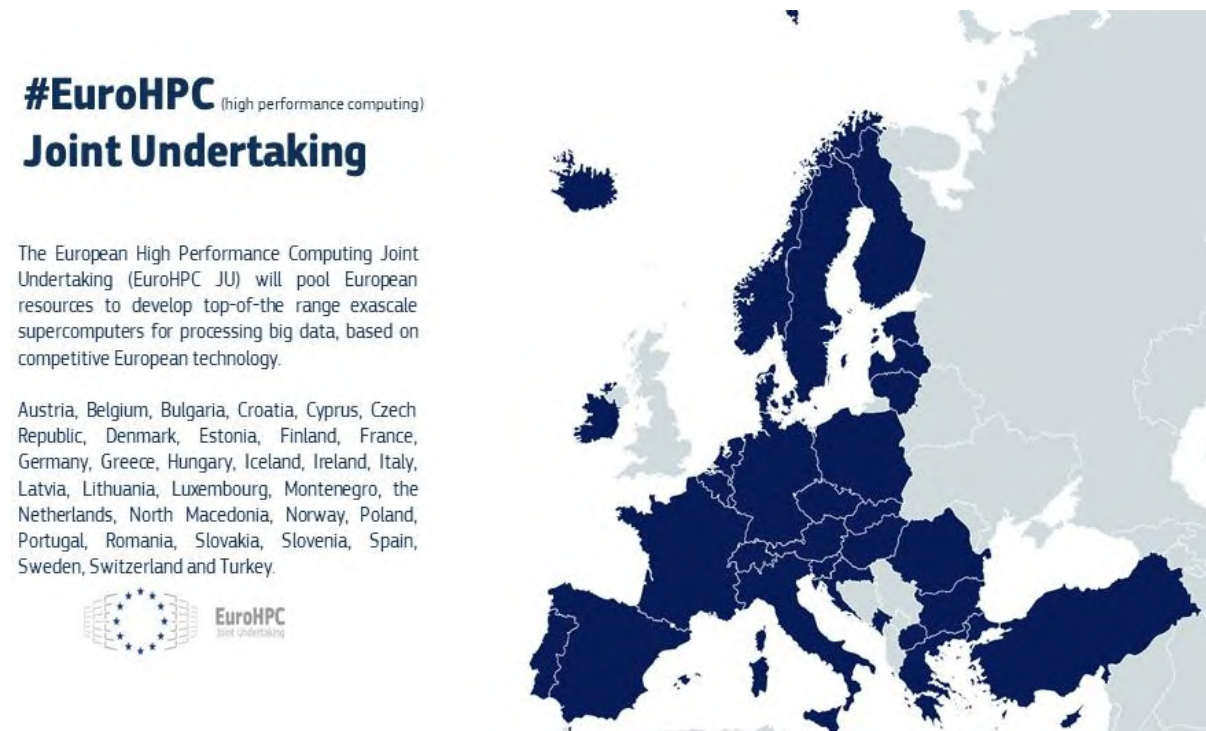 #EuroHPC (high performance computing)
Joint Undertaking
The European High Performance Computing Joint
Undertaking (EuroHPC JU) will pool European
resources to develop top-of-the range exascale
supercomputers for processing big data, based on
competitive European technology.
Austria, Belgium, Bulgaria, Croatia, Cyprus, Czech
Republic, Denmark, Estonia, Finland, France,
Germany, Greece, Hungary, Iceland, Ireland, Italy,
Latvia, Lithuania, Luxembourg, Montenegro, the
Netherlands, North Macedonia, Norway, Poland,
Portugal, Romania, Slovakia, Slovenia, Spain,
Sweden, Switzerland and Turkey.
EuroHPC
Joint Undertaking